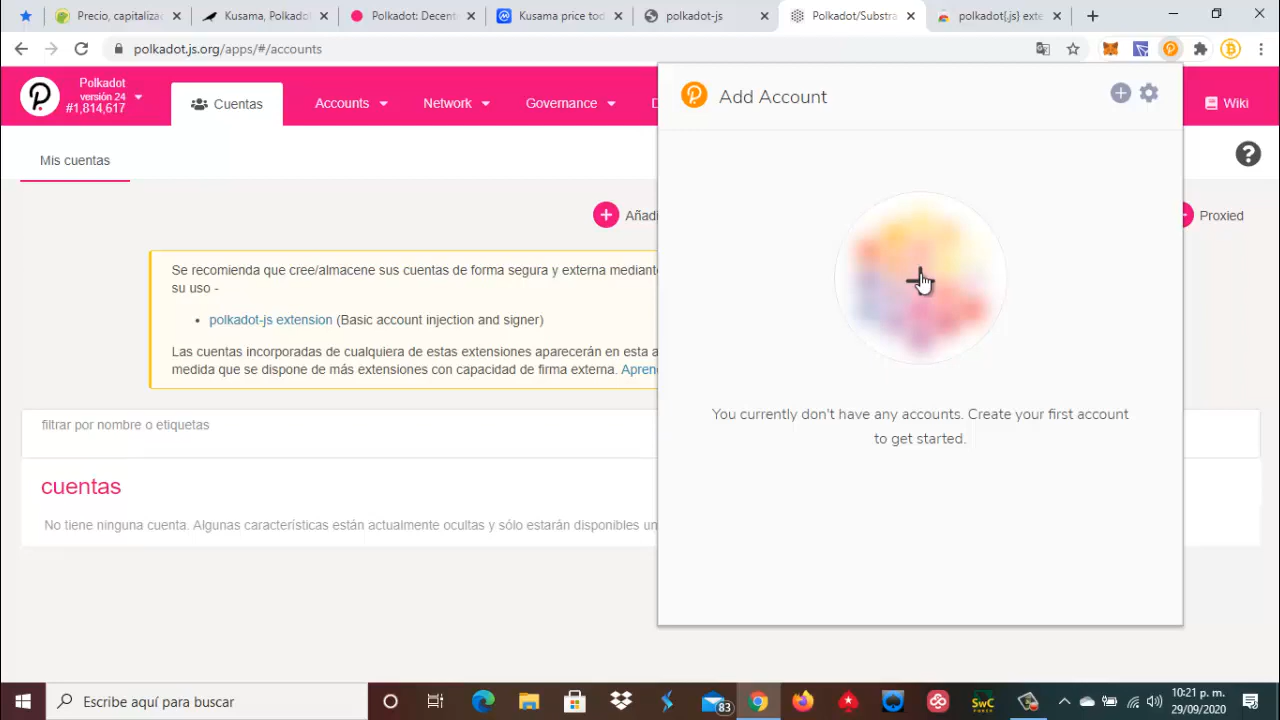 Precio, capitaliza
Kusama, Polkado
Polkadot: Decent
Kusama price tod
polkadot-js
Polkadot/Substra
polkadot{.js} exte
polkadot.js.org/apps/#/accounts
Polkadot
versión 24
#1,814,617
Cuentas
Accounts
Network
Governance
Wiki
Add Account
Mis cuentas
Proxied
Se recomienda que cree/almacene sus cuentas de forma segura y externa mediante
su uso -
• polkadot-js extension (Basic account injection and signer)
Las cuentas incorporadas de cualquiera de estas extensiones aparecerán en esta a
medida que se dispone de más extensiones con capacidad de firma externa. Apren
You currently don't have any accounts. Create your first account
to get started.
filtrar por nombre o etiquetas
cuentas
No tiene ninguna cuenta. Algunas características están actualmente ocultas y sólo estarán disponibles un
Escribe aquí para buscar
83
SwC
10:21 p. m.
29/09/2020